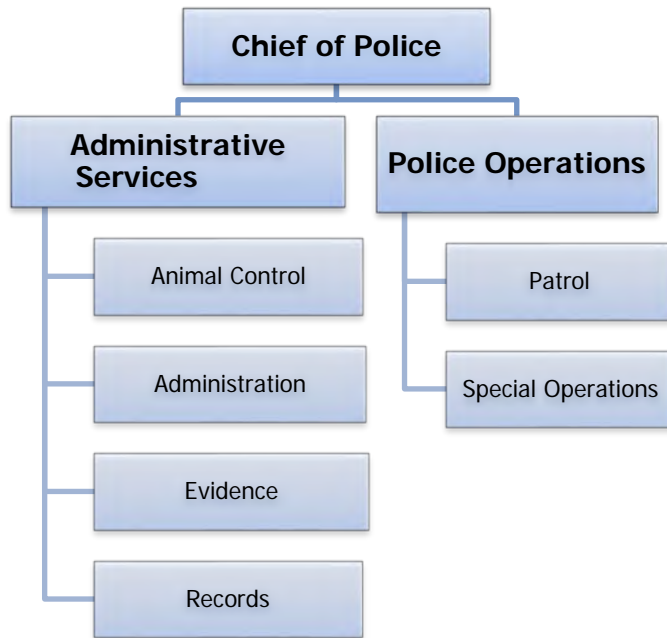 Chief of Police
Administrative
Services
Police Operations
Animal Control
Administration
Evidence
Records
Patrol
Special Operations